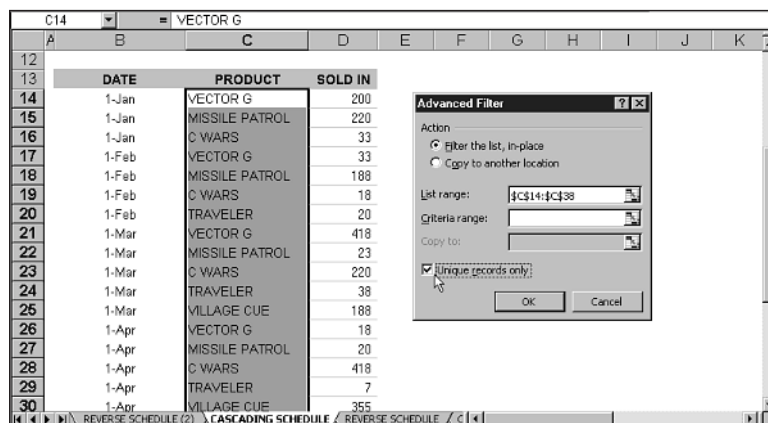 C14 = VECTOR G
A B C D E F G H I J K
12
13 DATE PRODUCT SOLD IN
14 1-Jan VECTOR G 200
15 1-Jan MISSILE PATROL 220
16 1-Jan C WARS 33
17 1-Feb VECTOR G 33
18 1-Feb MISSILE PATROL 188
19 1-Feb C WARS 18
20 1-Feb TRAVELER 20
21 1-Mar VECTOR G 418
22 1-Mar MISSILE PATROL 23
23 1-Mar C WARS 220
24 1-Mar TRAVELER 38
25 1-Mar VILLAGE CUE 188
26 1-Apr VECTOR G 18
27 1-Apr MISSILE PATROL 20
28 1-Apr C WARS 418
29 1-Apr TRAVELER 7
30 1-Apr VILLAGE CUE 355
Advanced Filter
Action
Filter the list, in-place
Copy to another location
List range: $C$14:$C$38
Criteria range:
Copy to:
Unique records only
OK Cancel
REVERSE SCHEDULE (2) CASCADING SCHEDULE REVERSE SCHEDULE C